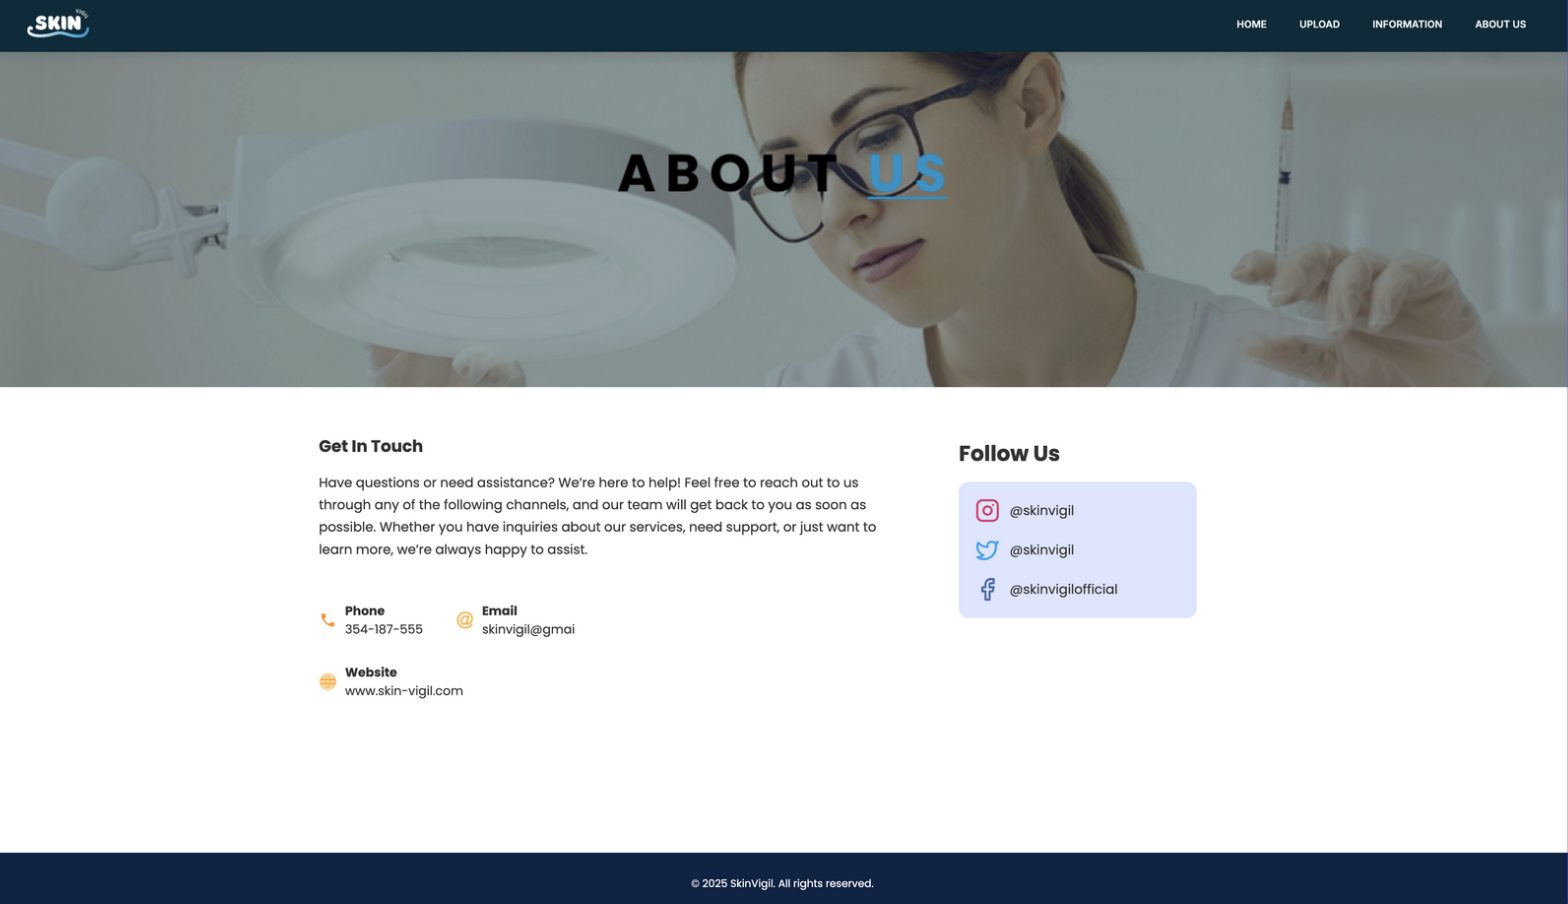 SKIN
VIGIL
HOME
UPLOAD
INFORMATION
ABOUT US
ABOUT US
Get In Touch
Have questions or need assistance? We’re here to help! Feel free to reach out to us
through any of the following channels, and our team will get back to you as soon as
possible. Whether you have inquiries about our services, need support, or just want to
learn more, we’re always happy to assist.
Phone
354-187-555
Email
skinvigil@gmai
Website
www.skin-vigil.com
Follow Us
@skinvigil
@skinvigil
@skinvigilofficial
© 2025 SkinVigil. All rights reserved.